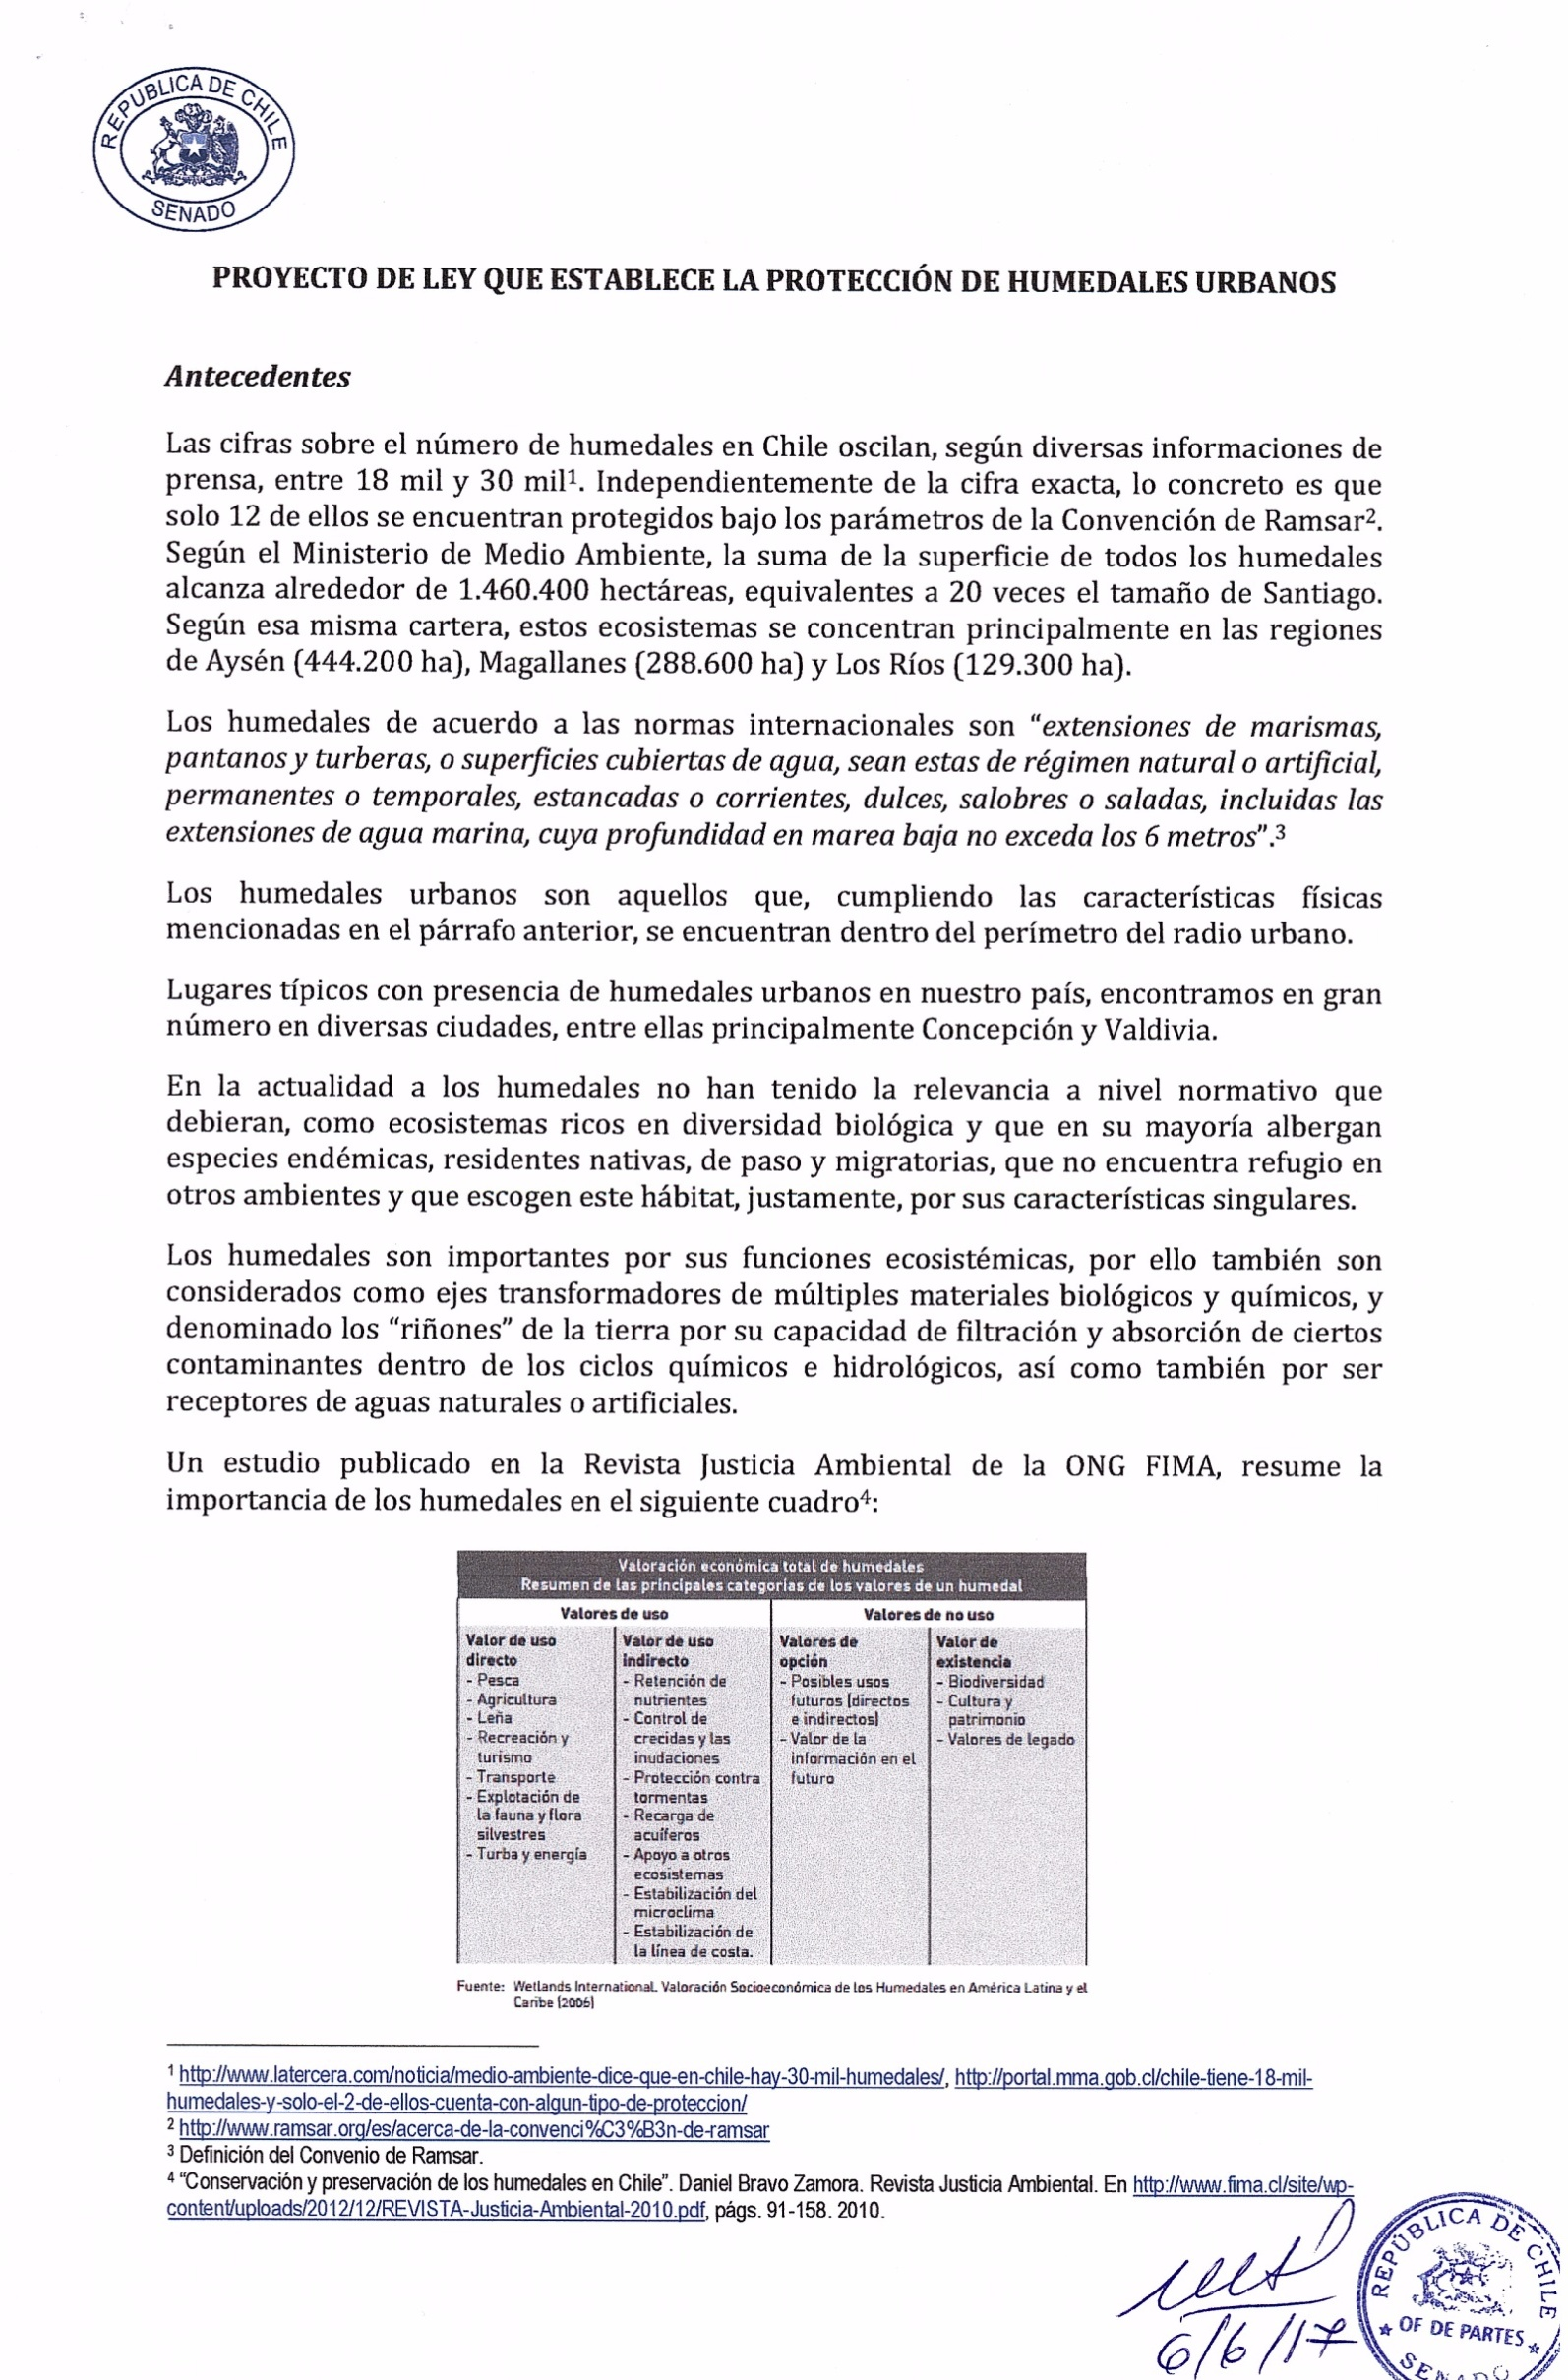 REPUBLICA DE CHILE
SENADO
PROYECTO DE LEY QUE ESTABLECE LA PROTECCIÓN DE HUMEDALES URBANOS
Antecedentes
Las cifras sobre el número de humedales en Chile oscilan, según diversas informaciones de
prensa, entre 18 mil y 30 mil¹. Independientemente de la cifra exacta, lo concreto es que
solo 12 de ellos se encuentran protegidos bajo los parámetros de la Convención de Ramsar².
Según el Ministerio de Medio Ambiente, la suma de la superficie de todos los humedales
alcanza alrededor de 1.460.400 hectáreas, equivalentes a 20 veces el tamaño de Santiago.
Según esa misma cartera, estos ecosistemas se concentran principalmente en las regiones
de Aysén (444.200 ha), Magallanes (288.600 ha) y Los Ríos (129.300 ha).
Los humedales de acuerdo a las normas internacionales son “extensiones de marismas,
pantanos y turberas, o superficies cubiertas de agua, sean estas de régimen natural o artificial,
permanentes o temporales, estancadas o corrientes, dulces, salobres o saladas, incluidas las
extensiones de agua marina, cuya profundidad en marea baja no exceda los 6 metros”.³
Los humedales urbanos son aquellos que, cumpliendo las características físicas
mencionadas en el párrafo anterior, se encuentran dentro del perímetro del radio urbano.
Lugares típicos con presencia de humedales urbanos en nuestro país, encontramos en gran
número en diversas ciudades, entre ellas principalmente Concepción y Valdivia.
En la actualidad a los humedales no han tenido la relevancia a nivel normativo que
debieran, como ecosistemas ricos en diversidad biológica y que en su mayoría albergan
especies endémicas, residentes nativas, de paso y migratorias, que no encuentra refugio en
otros ambientes y que escogen este hábitat, justamente, por sus características singulares.
Los humedales son importantes por sus funciones ecosistémicas, por ello también son
considerados como ejes transformadores de múltiples materiales biológicos y químicos, y
denominado los “riñones” de la tierra por su capacidad de filtración y absorción de ciertos
contaminantes dentro de los ciclos químicos e hidrológicos, así como también por ser
receptores de aguas naturales o artificiales.
Un estudio publicado en la Revista Justicia Ambiental de la ONG FIMA, resume la
importancia de los humedales en el siguiente cuadro⁴:
Valoración económica total de humedales
Resumen de las principales categorías de los valores de un humedal
Valores de uso
Valores de no uso
Valor de uso
directo
- Pesca
- Agricultura
- Leña
- Recreación y
turismo
- Transporte
- Explotación de
la fauna y flora
silvestres
- Turba y energía
Valor de uso
indirecto
- Retención de
nutrientes
- Control de
crecidas y las
inudaciones
- Protección contra
tormentas
- Recarga de
acuíferos
- Apoyo a otros
ecosistemas
- Estabilización del
microclima
- Estabilización de
la línea de costa.
Valores de
opción
- Posibles usos
futuros (directos
e indirectos)
- Valor de la
información en el
futuro
Valor de
existencia
- Biodiversidad
- Cultura y
patrimonio
- Valores de legado
Fuente: Wetlands International. Valoración Socioeconómica de los Humedales en América Latina y el
Caribe (2006)
¹ http://www.latercera.com/noticia/medio-ambiente-dice-que-en-chile-hay-30-mil-humedales/, http://portal.mma.gob.cl/chile-tiene-18-mil-
humedales-y-solo-el-2-de-ellos-cuenta-con-algun-tipo-de-proteccion/
² http://www.ramsar.org/es/acerca-de-la-convenci%C3%B3n-de-ramsar
³ Definición del Convenio de Ramsar.
⁴ “Conservación y preservación de los humedales en Chile”. Daniel Bravo Zamora. Revista Justicia Ambiental. En http://www.fima.cl/site/wp-
content/uploads/2012/12/REVISTA-Justicia-Ambiental-2010.pdf, págs. 91-158. 2010.
6/6/17
REPÚBLICA DE CHILE
★ OF DE PARTES ★
SENADO